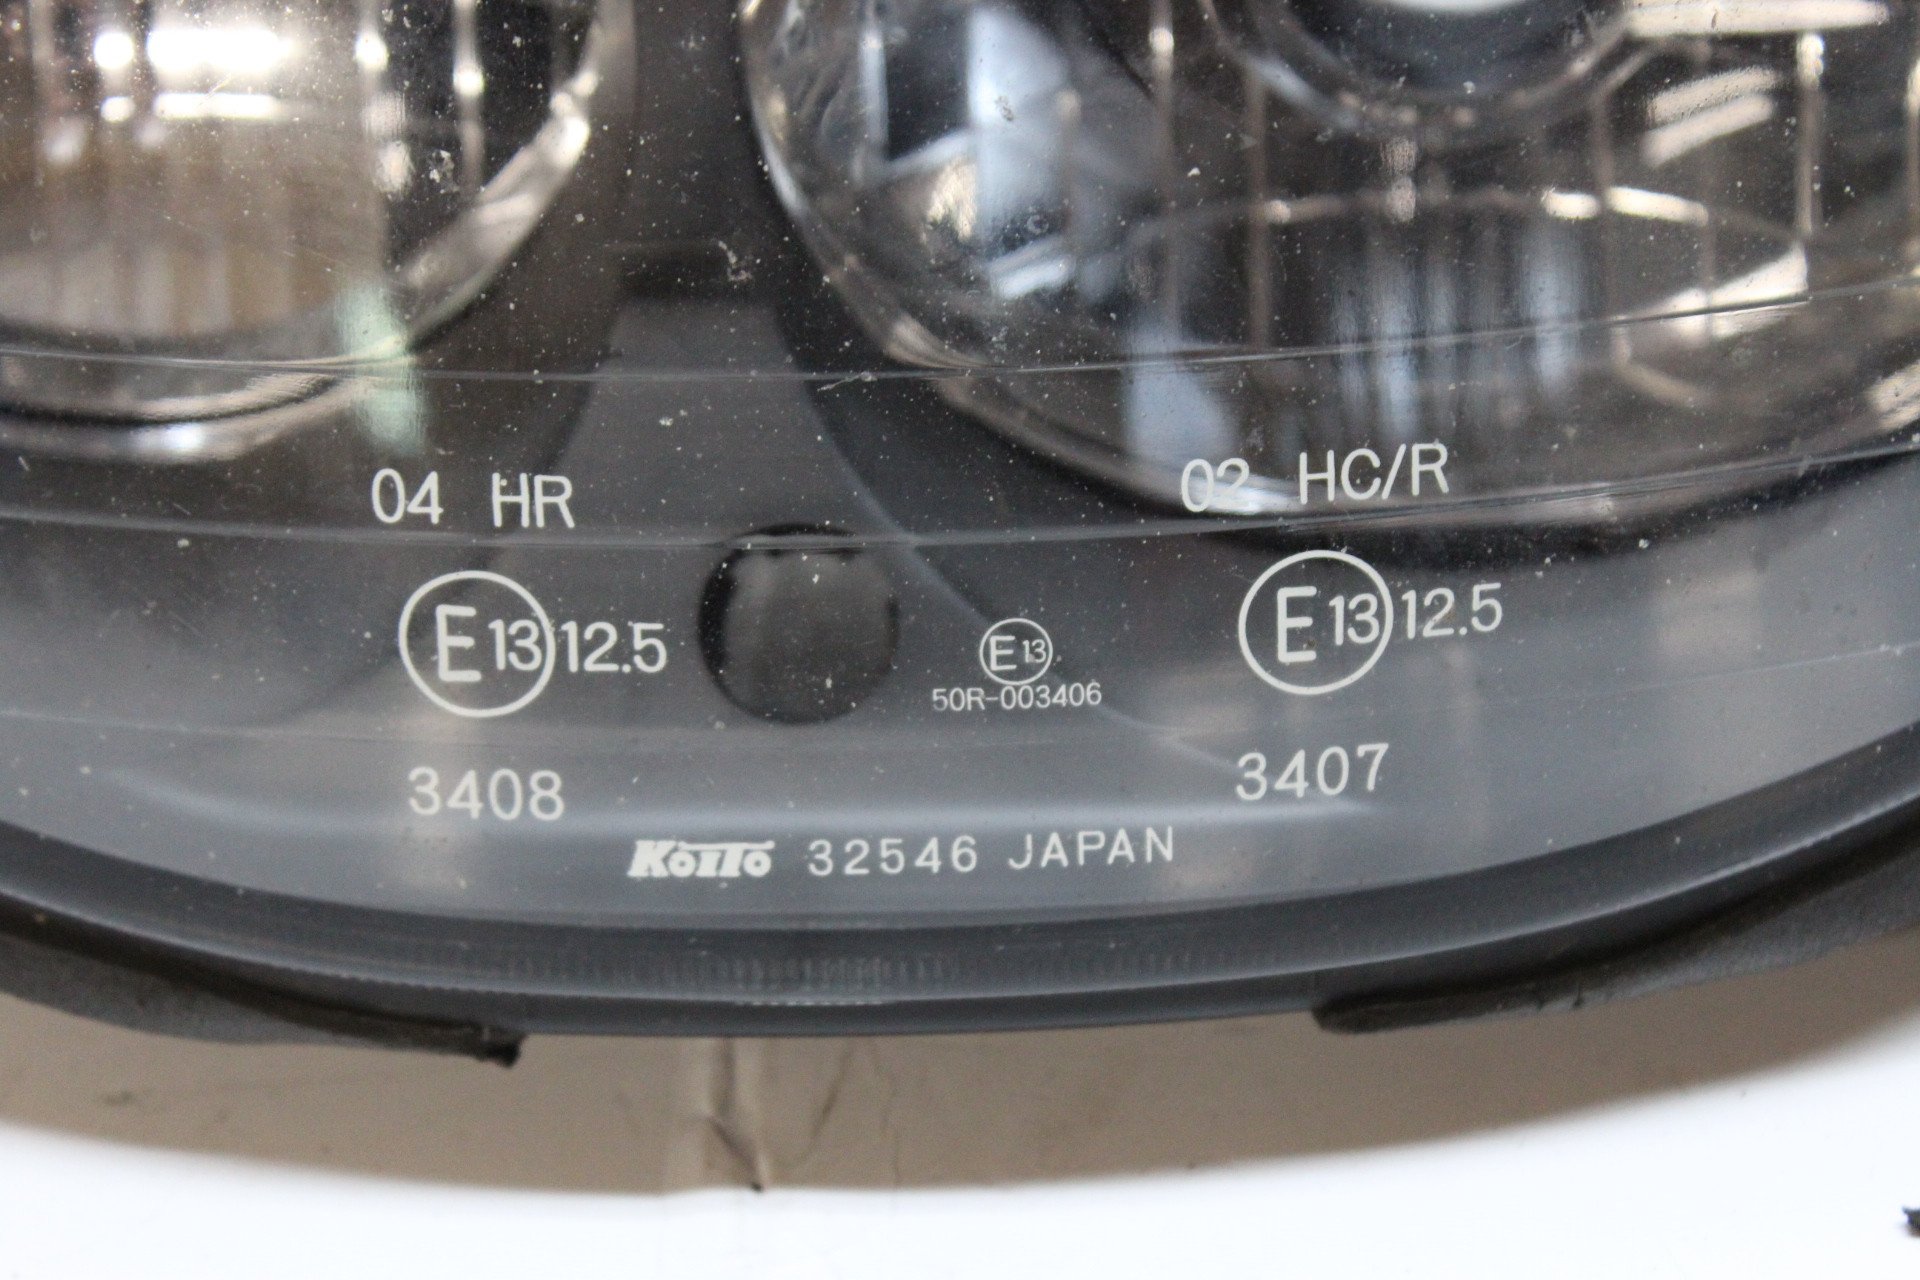 04 HR
02 HC/R
E13 12.5
E13
50R-003406
E13 12.5
3408
3407
KOITO 32546 JAPAN